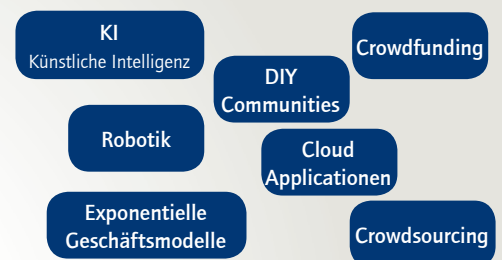 KI
Künstliche Intelligenz
Crowdfunding
DIY
Communities
Robotik
Cloud
Applicationen
Exponentielle
Geschäftsmodelle
Crowdsourcing